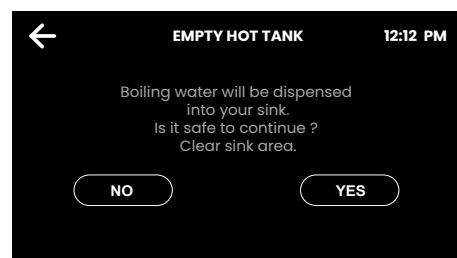 EMPTY HOT TANK 12:12 PM
Boiling water will be dispensed
into your sink.
Is it safe to continue ?
Clear sink area.
NO YES